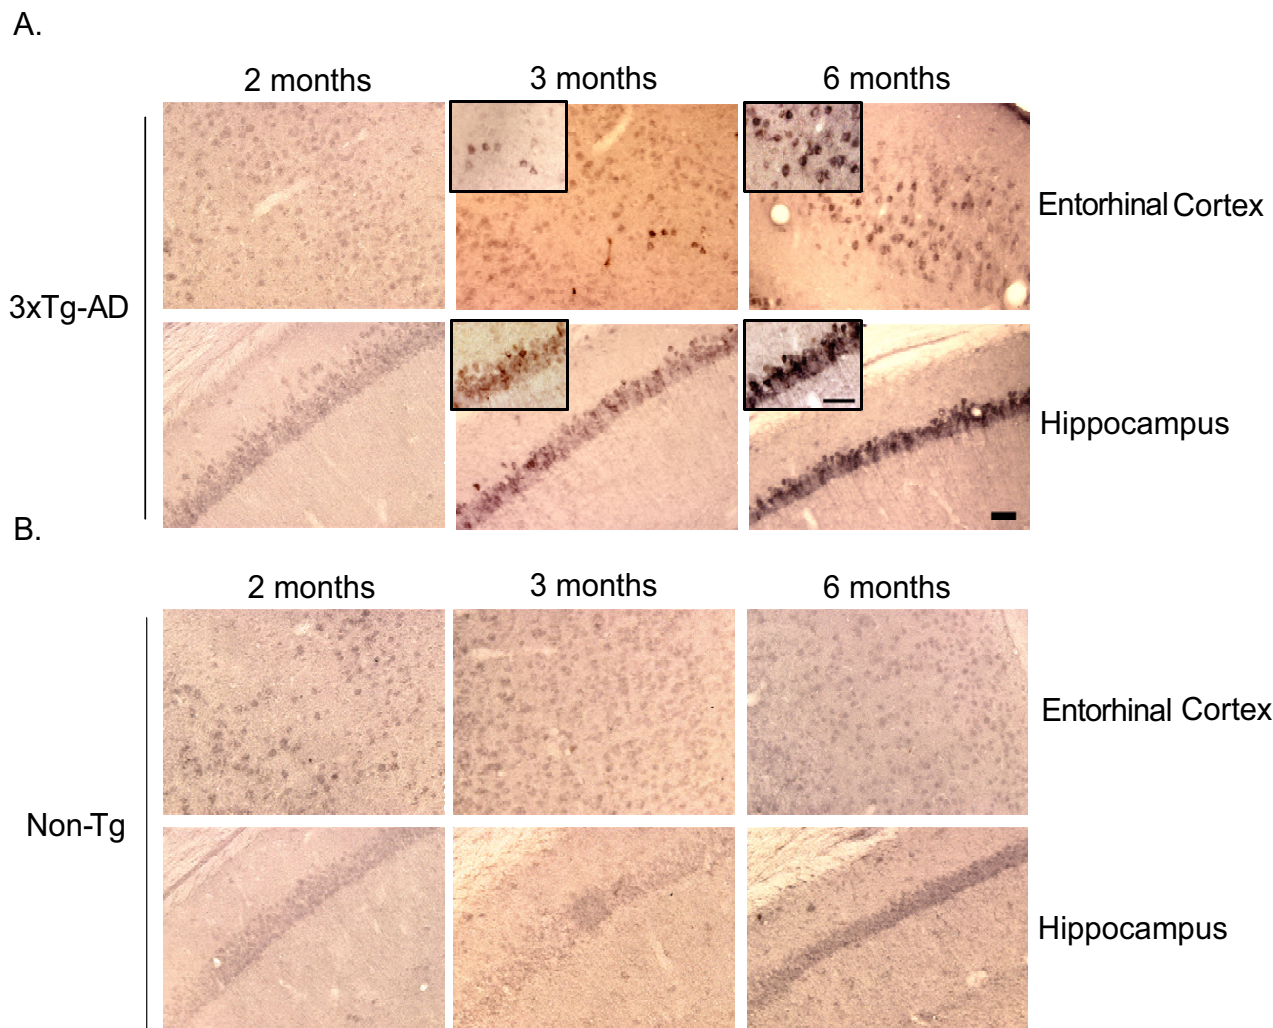 A.
2 months 3 months 6 months
Entorhinal Cortex
3xTg-AD
Hippocampus
B.
2 months 3 months 6 months
Entorhinal Cortex
Non-Tg
Hippocampus